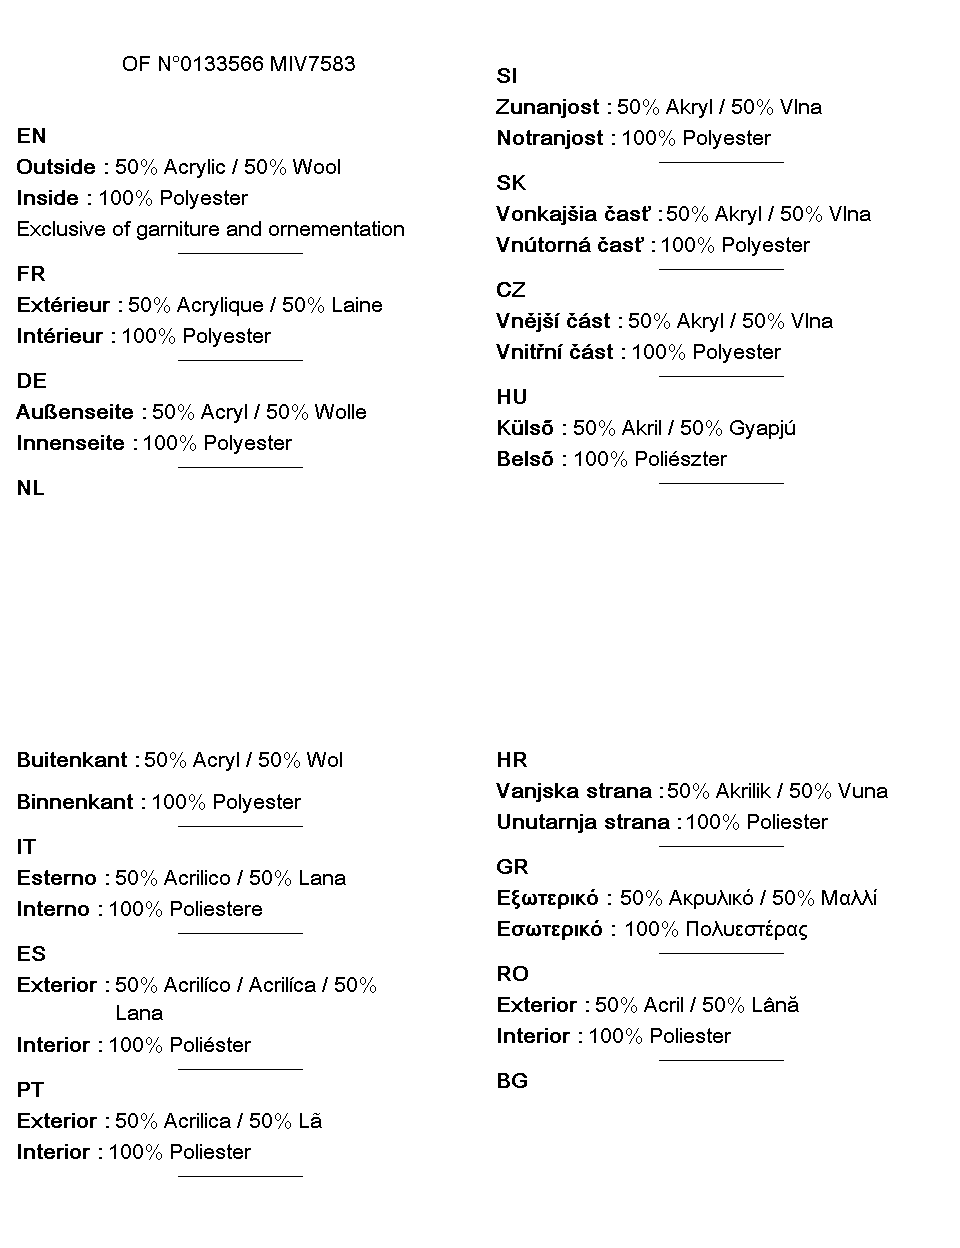 OF N°0133566 MIV7583
EN
Outside : 50% Acrylic / 50% Wool
Inside : 100% Polyester
Exclusive of garniture and ornementation
FR
Extérieur : 50% Acrylique / 50% Laine
Intérieur : 100% Polyester
DE
Außenseite : 50% Acryl / 50% Wolle
Innenseite : 100% Polyester
NL
Buitenkant : 50% Acryl / 50% Wol
Binnenkant : 100% Polyester
IT
Esterno : 50% Acrilico / 50% Lana
Interno : 100% Poliestere
ES
Exterior : 50% Acrilíco / Acrilíca / 50%
Lana
Interior : 100% Poliéster
PT
Exterior : 50% Acrilica / 50% Lã
Interior : 100% Poliester
SI
Zunanjost : 50% Akryl / 50% Vlna
Notranjost : 100% Polyester
SK
Vonkajšia časť : 50% Akryl / 50% Vlna
Vnútorná časť : 100% Polyester
CZ
Vnější část : 50% Akryl / 50% Vlna
Vnitřní část : 100% Polyester
HU
Külsõ : 50% Akril / 50% Gyapjú
Belsõ : 100% Poliészter
HR
Vanjska strana : 50% Akrilik / 50% Vuna
Unutarnja strana : 100% Poliester
GR
Εξωτερικό : 50% Ακρυλικό / 50% Μαλλί
Εσωτερικό : 100% Πολυεστέρας
RO
Exterior : 50% Acril / 50% Lână
Interior : 100% Poliester
BG